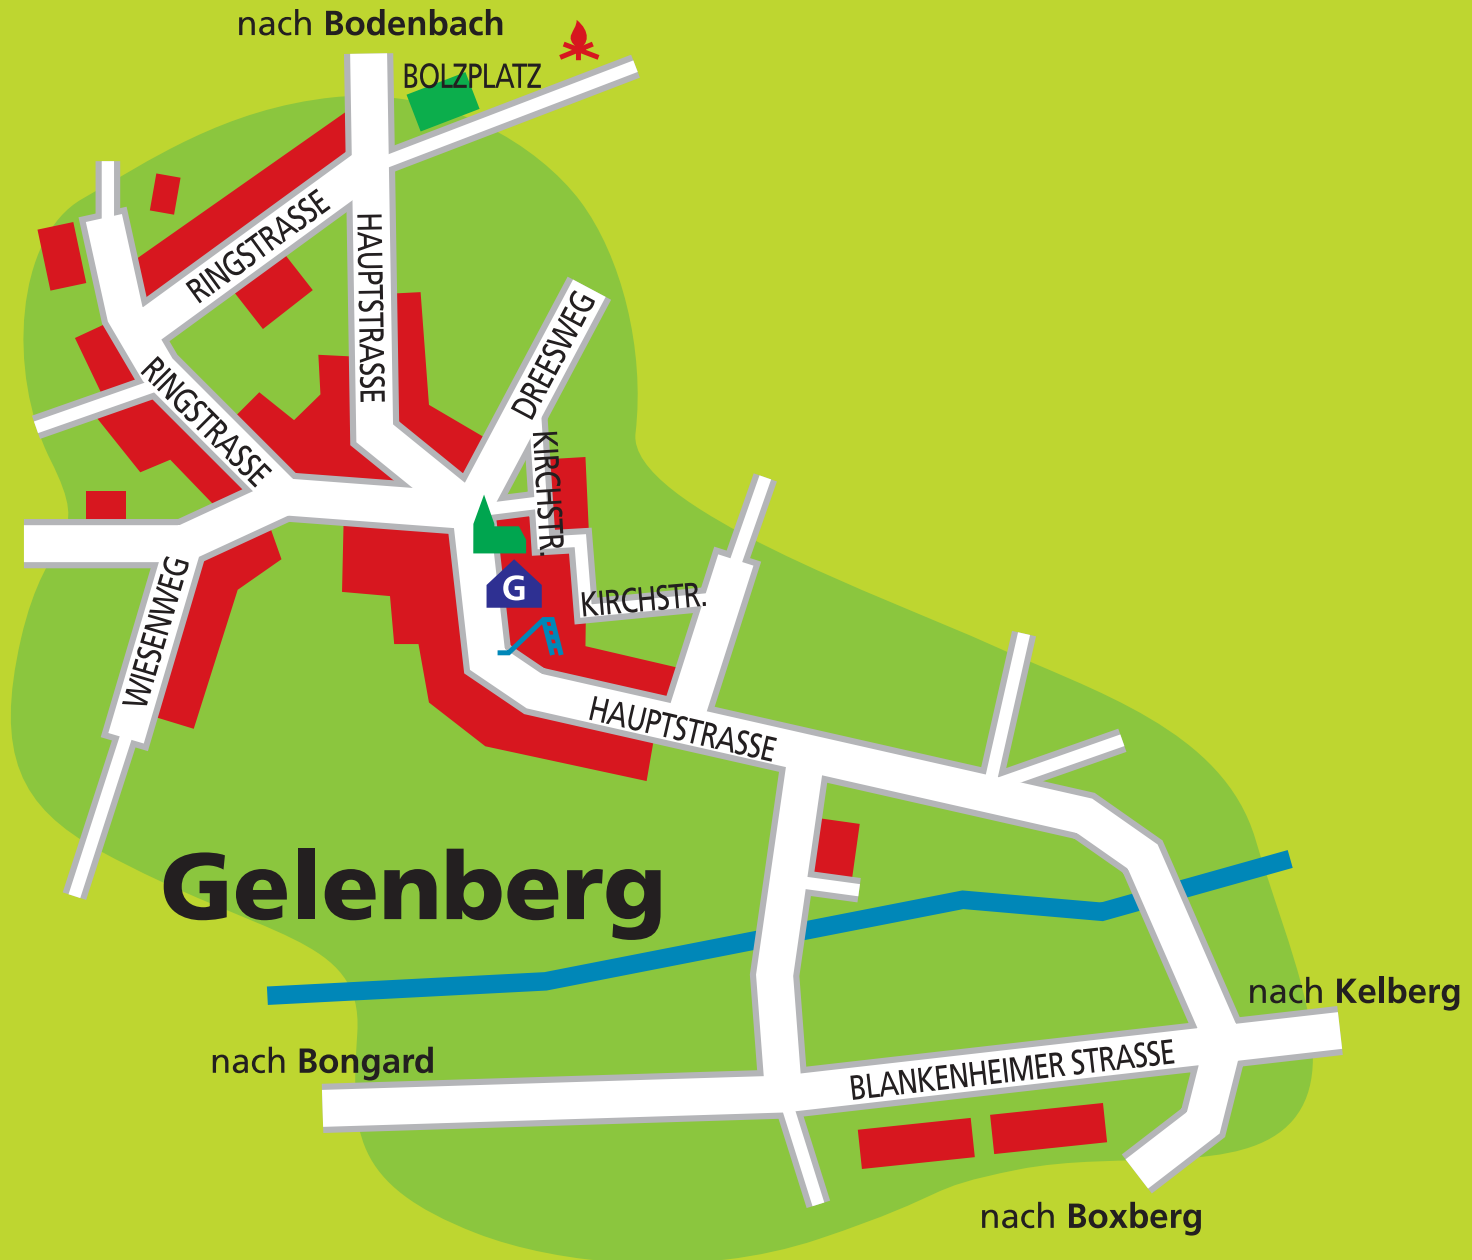 nach Bodenbach
BOLZPLATZ
RINGSTRASSE
HAUPTSTRASSE
DREESWEG
RINGSTRASSE
KIRCHSTR.
WIESENWEG
G
KIRCHSTR.
HAUPTSTRASSE
Gelenberg
nach Kelberg
nach Bongard
BLANKENHEIMER STRASSE
nach Boxberg